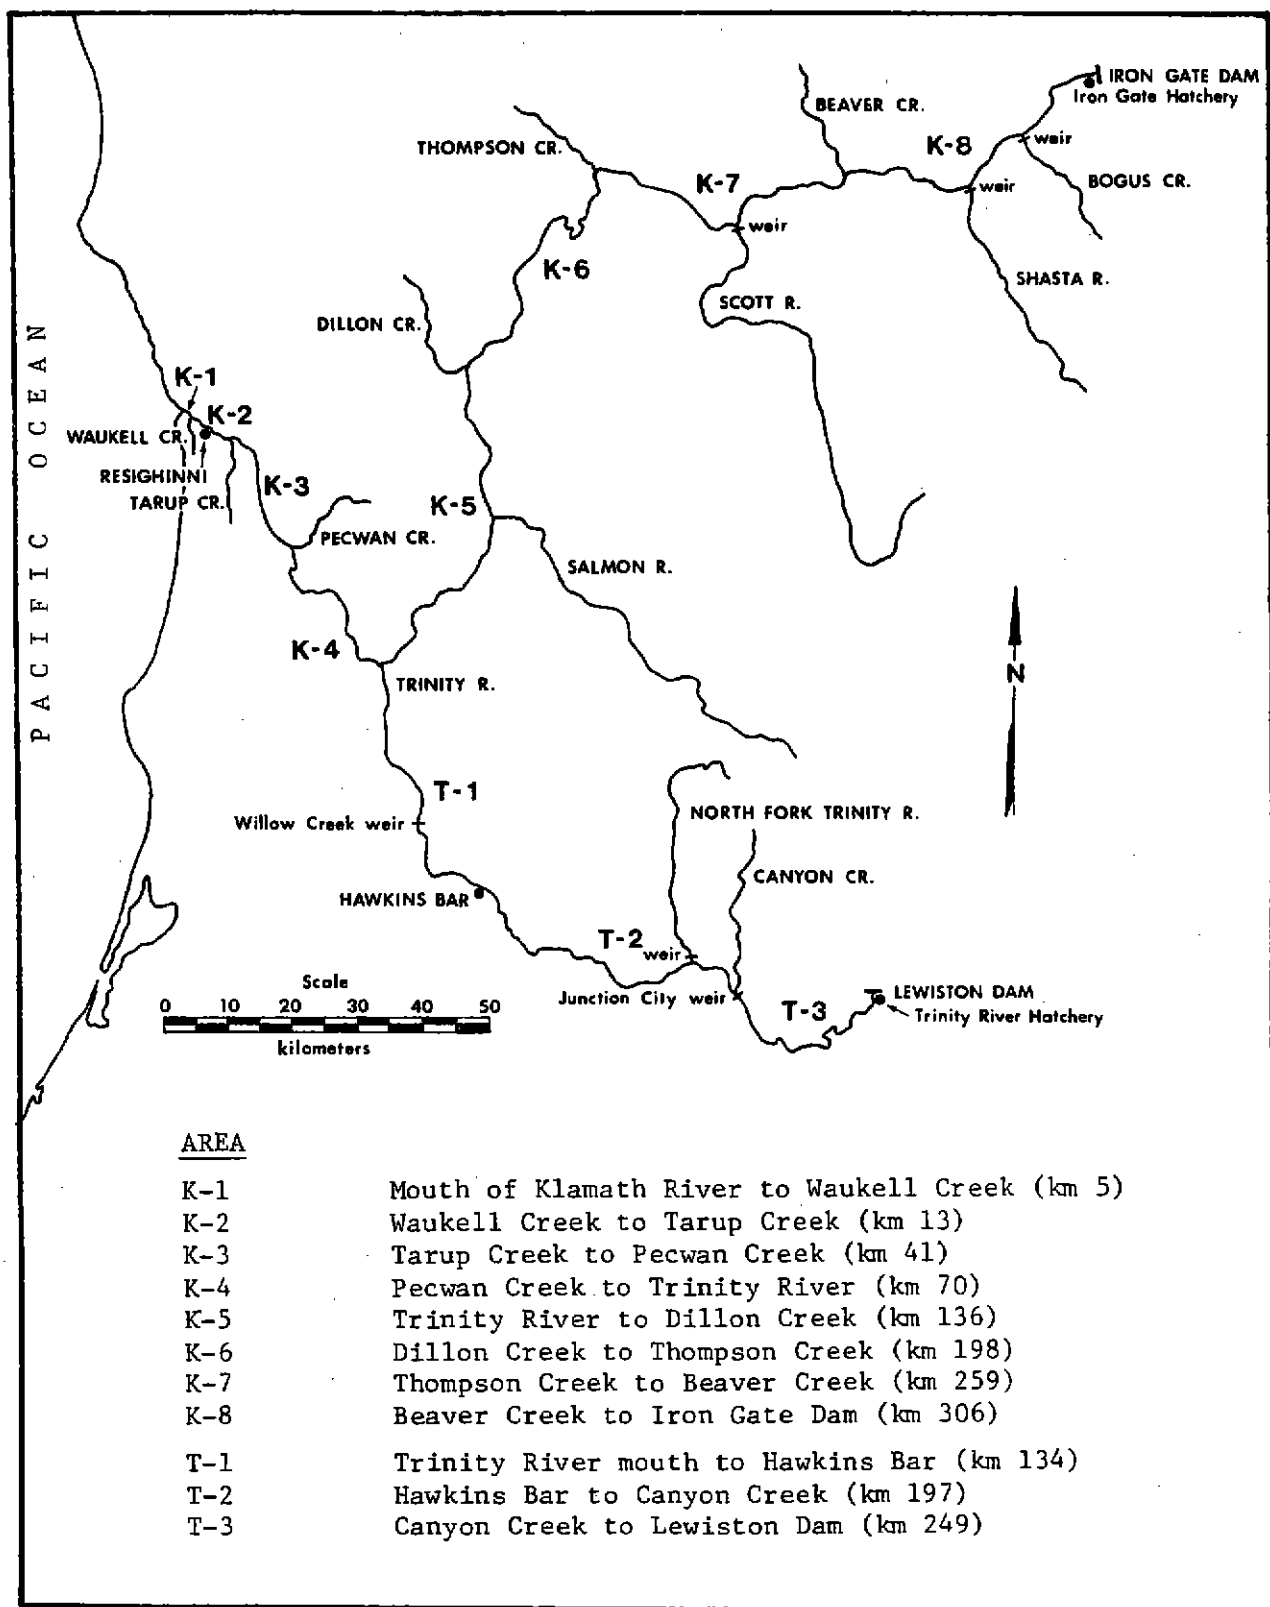 IRON GATE DAM
Iron Gate Hatchery
BEAVER CR.
THOMPSON CR.
K-8
weir
K-7
weir
BOGUS CR.
weir
K-6
SHASTA R.
SCOTT R.
DILLON CR.
PACIFIC OCEAN
K-1
K-2
WAUKELL CR.
RESIGHINNI
TARUP CR.
K-3
K-5
PECWAN CR.
SALMON R.
K-4
N
TRINITY R.
T-1
NORTH FORK TRINITY R.
Willow Creek weir
CANYON CR.
HAWKINS BAR
T-2
weir
Scale
LEWISTON DAM
Junction City weir
T-3
Trinity River Hatchery
0 10 20 30 40 50
kilometers
AREA
K-1 Mouth of Klamath River to Waukell Creek (km 5)
K-2 Waukell Creek to Tarup Creek (km 13)
K-3 Tarup Creek to Pecwan Creek (km 41)
K-4 Pecwan Creek to Trinity River (km 70)
K-5 Trinity River to Dillon Creek (km 136)
K-6 Dillon Creek to Thompson Creek (km 198)
K-7 Thompson Creek to Beaver Creek (km 259)
K-8 Beaver Creek to Iron Gate Dam (km 306)
T-1 Trinity River mouth to Hawkins Bar (km 134)
T-2 Hawkins Bar to Canyon Creek (km 197)
T-3 Canyon Creek to Lewiston Dam (km 249)